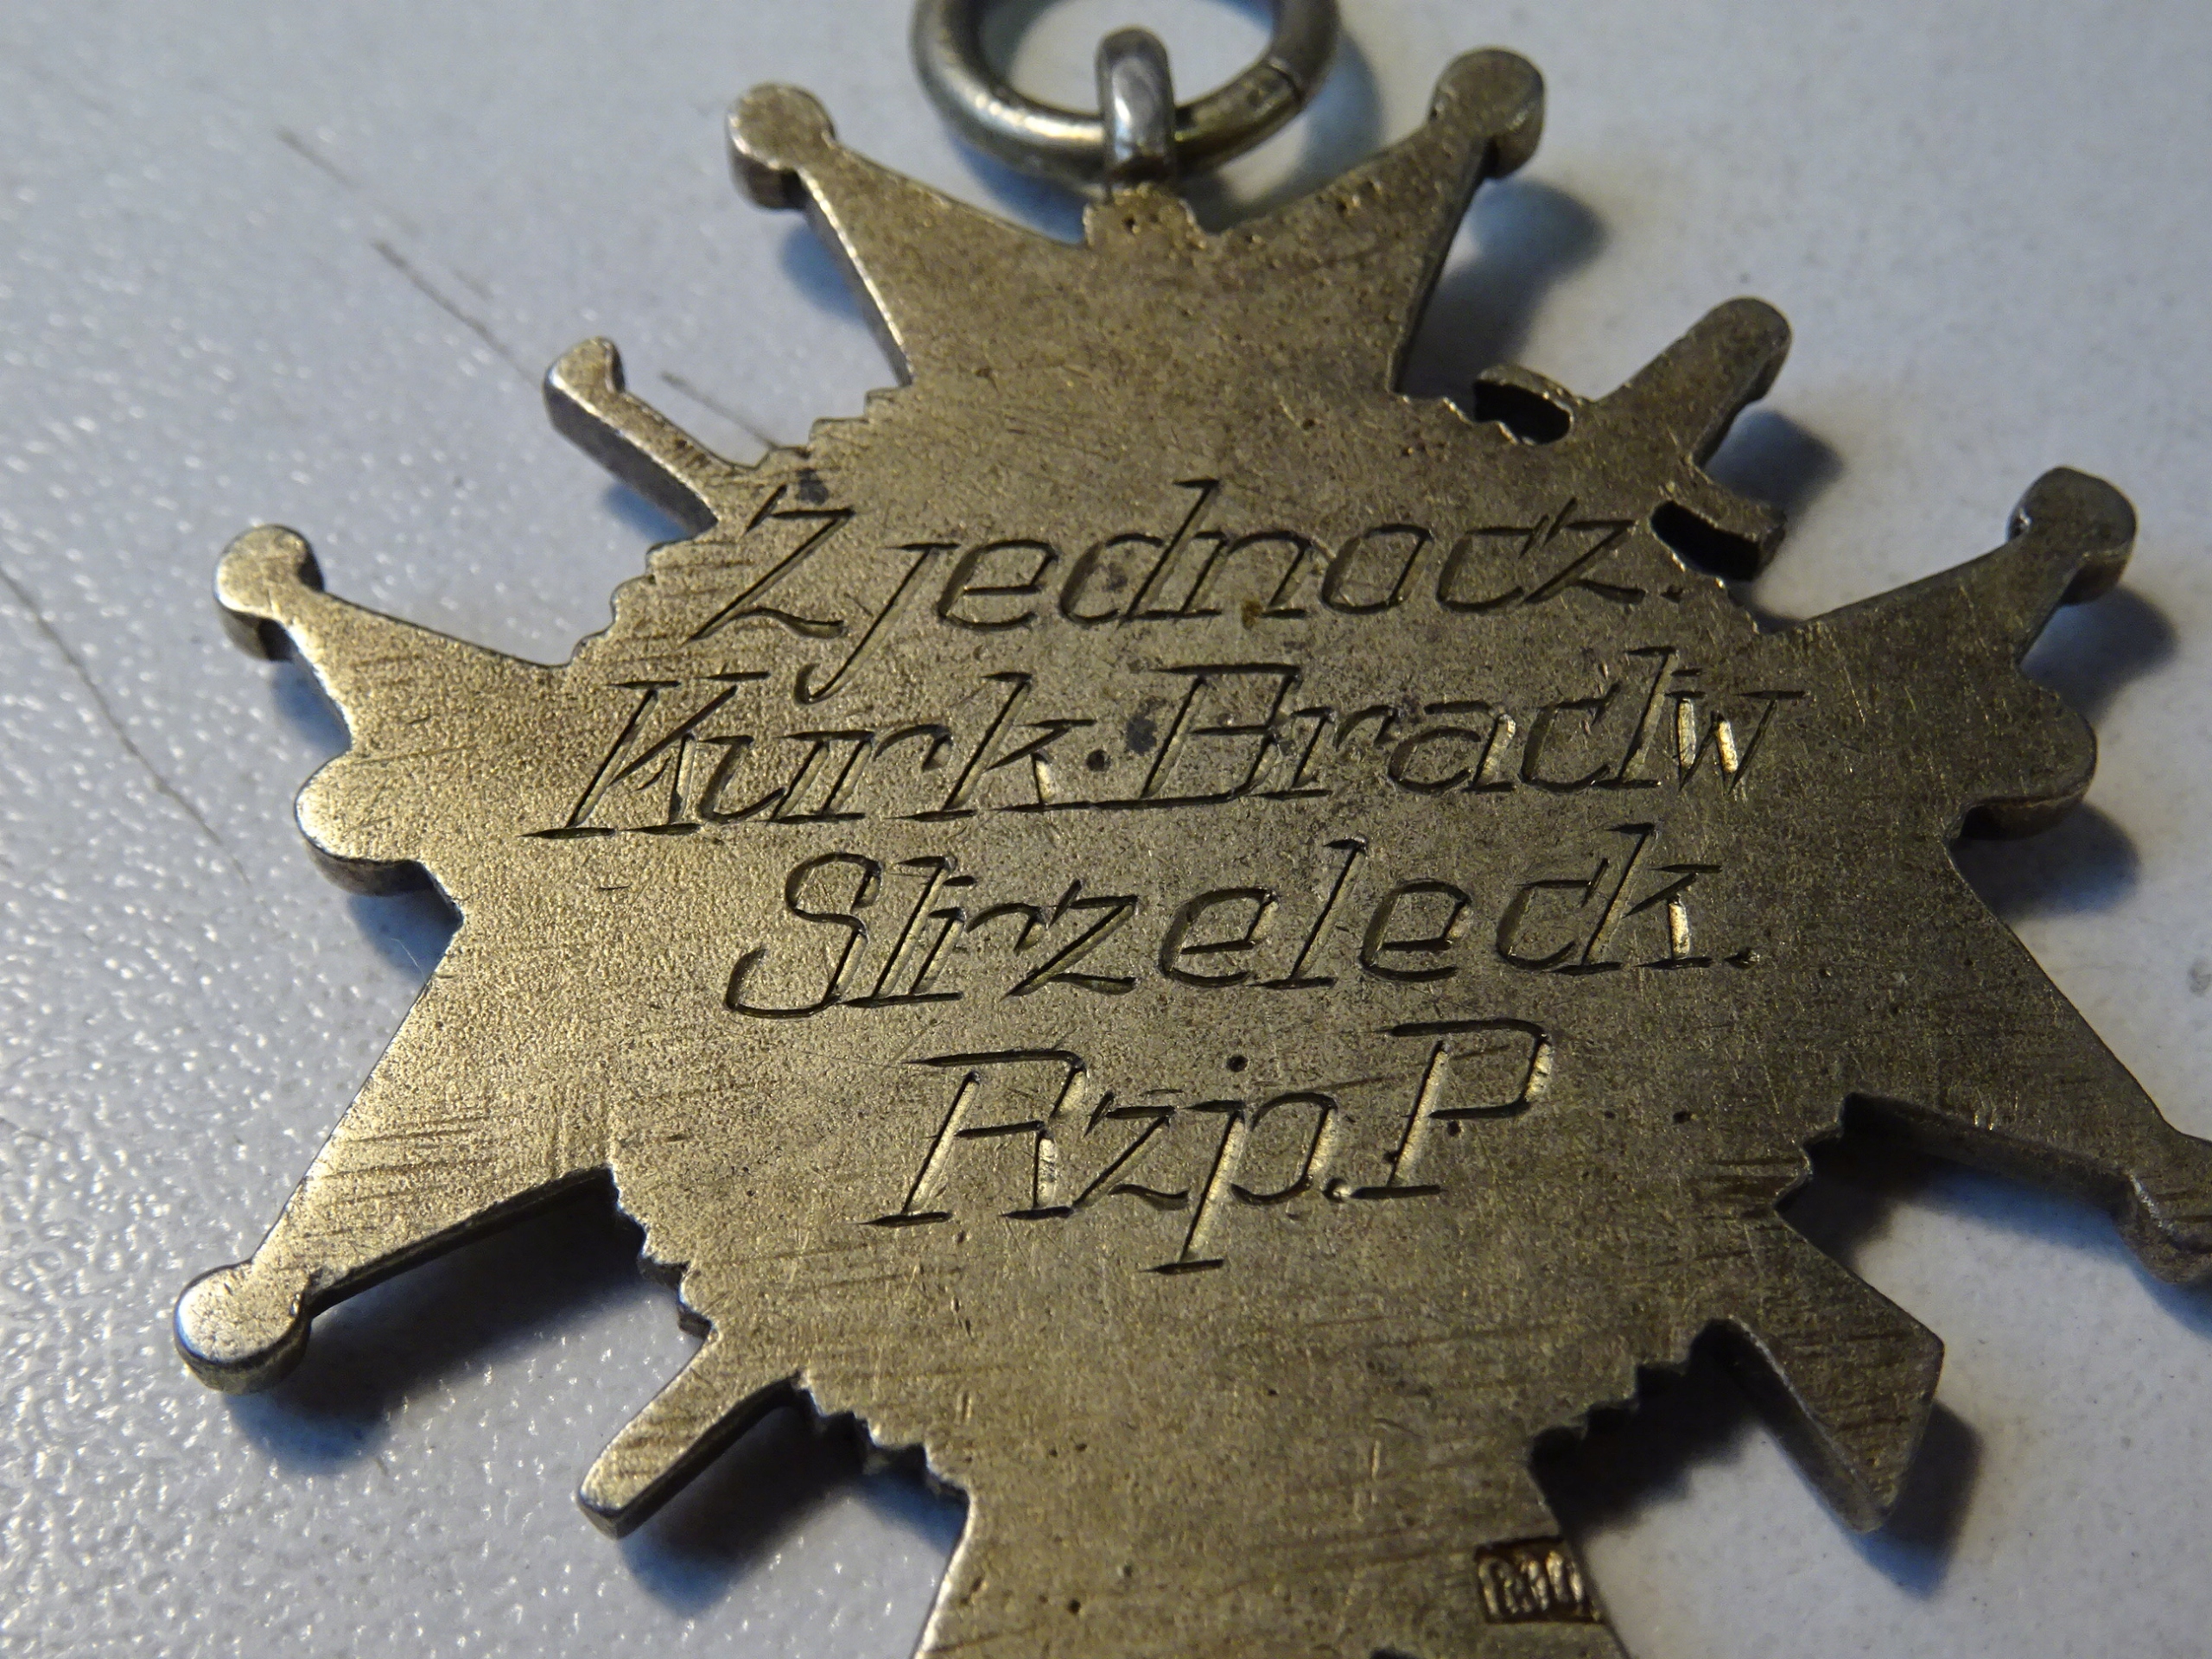 Zjednocz.
Kurk. Bractw
Strzeleck.
Rzp. P